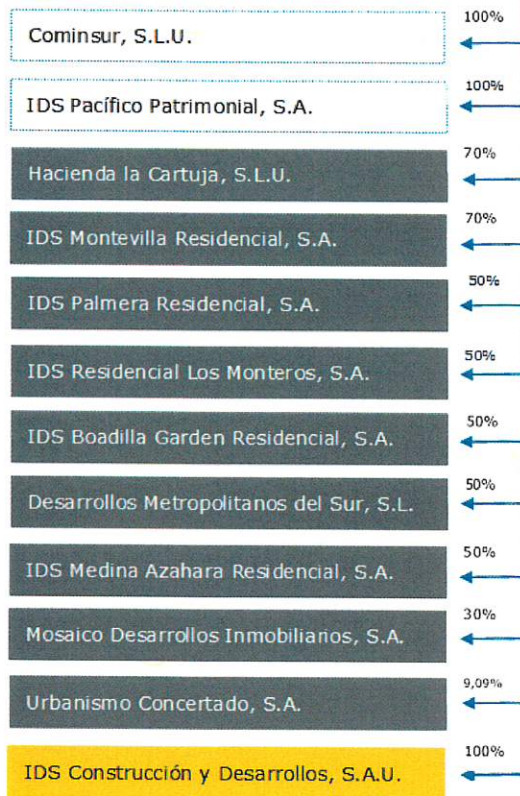 100%
Cominsur, S.L.U.
100%
IDS Pacífico Patrimonial, S.A.
70%
Hacienda la Cartuja, S.L.U.
70%
IDS Montevilla Residencial, S.A.
50%
IDS Palmera Residencial, S.A.
50%
IDS Residencial Los Monteros, S.A.
50%
IDS Boadilla Garden Residencial, S.A.
50%
Desarrollos Metropolitanos del Sur, S.L.
50%
IDS Medina Azahara Residencial, S.A.
30%
Mosaico Desarrollos Inmobiliarios, S.A.
9,09%
Urbanismo Concertado, S.A.
100%
IDS Construcción y Desarrollos, S.A.U.